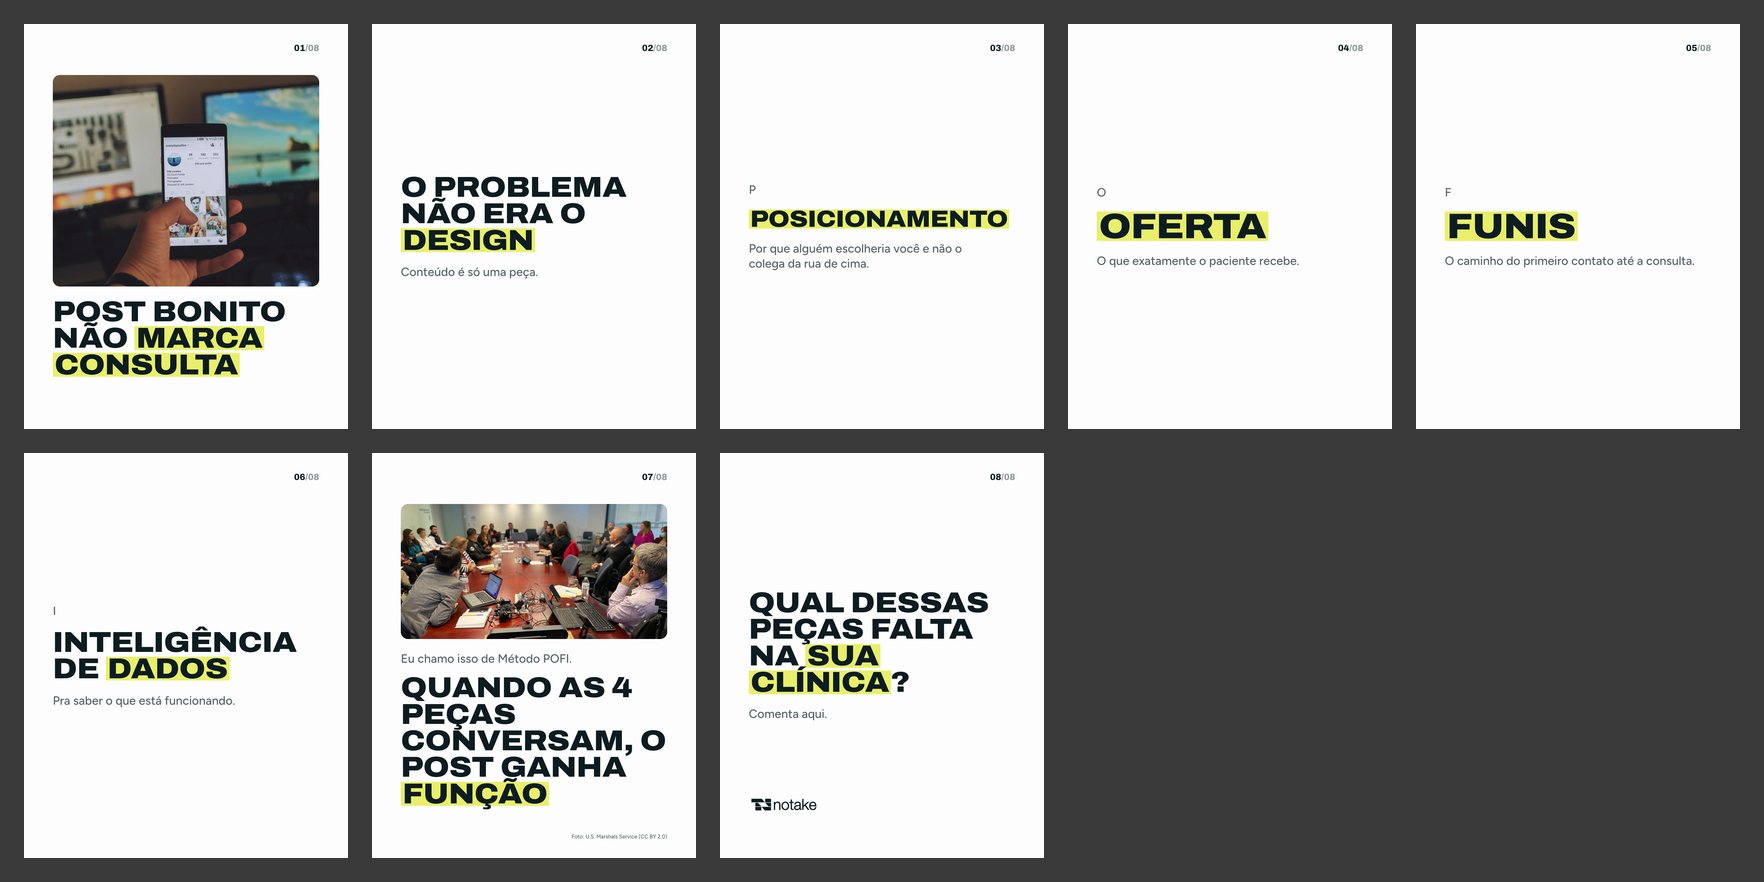 01/08
POST BONITO
NÃO MARCA
CONSULTA
02/08
O PROBLEMA
NÃO ERA O
DESIGN
Conteúdo é só uma peça.
03/08
P
POSICIONAMENTO
Por que alguém escolheria você e não o
colega da rua de cima.
04/08
O
OFERTA
O que exatamente o paciente recebe.
05/08
F
FUNIS
O caminho do primeiro contato até a consulta.
06/08
I
INTELIGÊNCIA
DE DADOS
Pra saber o que está funcionando.
07/08
Eu chamo isso de Método POFI.
QUANDO AS 4
PEÇAS
CONVERSAM, O
POST GANHA
FUNÇÃO
Foto: U.S. Marshals Service (CC BY 2.0)
08/08
QUAL DESSAS
PEÇAS FALTA
NA SUA
CLÍNICA?
Comenta aqui.
notake